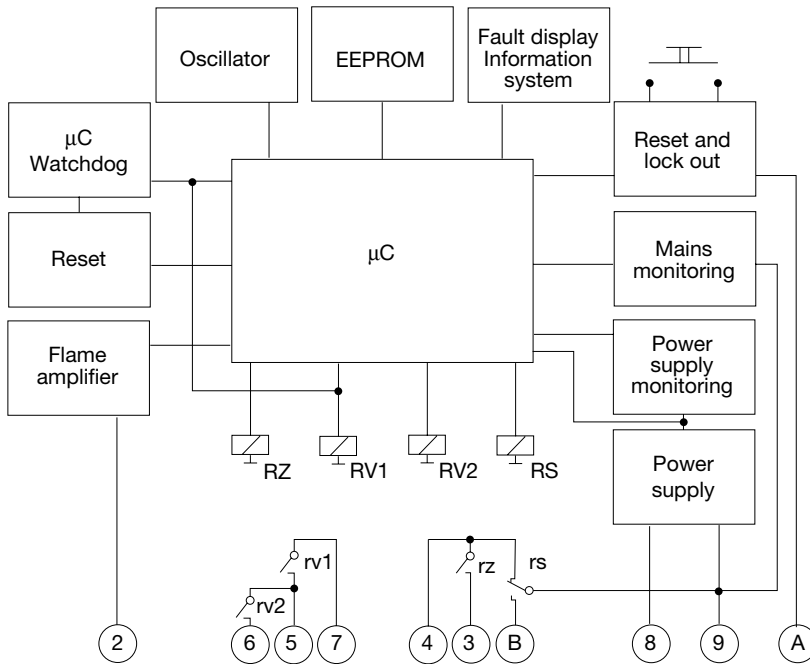 Oscillator
EEPROM
Fault display
Information
system
μC
Watchdog
Reset and
lock out
Reset
μC
Mains
monitoring
Flame
amplifier
Power
supply
monitoring
RZ
RV1
RV2
RS
Power
supply
rv1
rz
rs
rv2
2
6
5
7
4
3
B
8
9
A